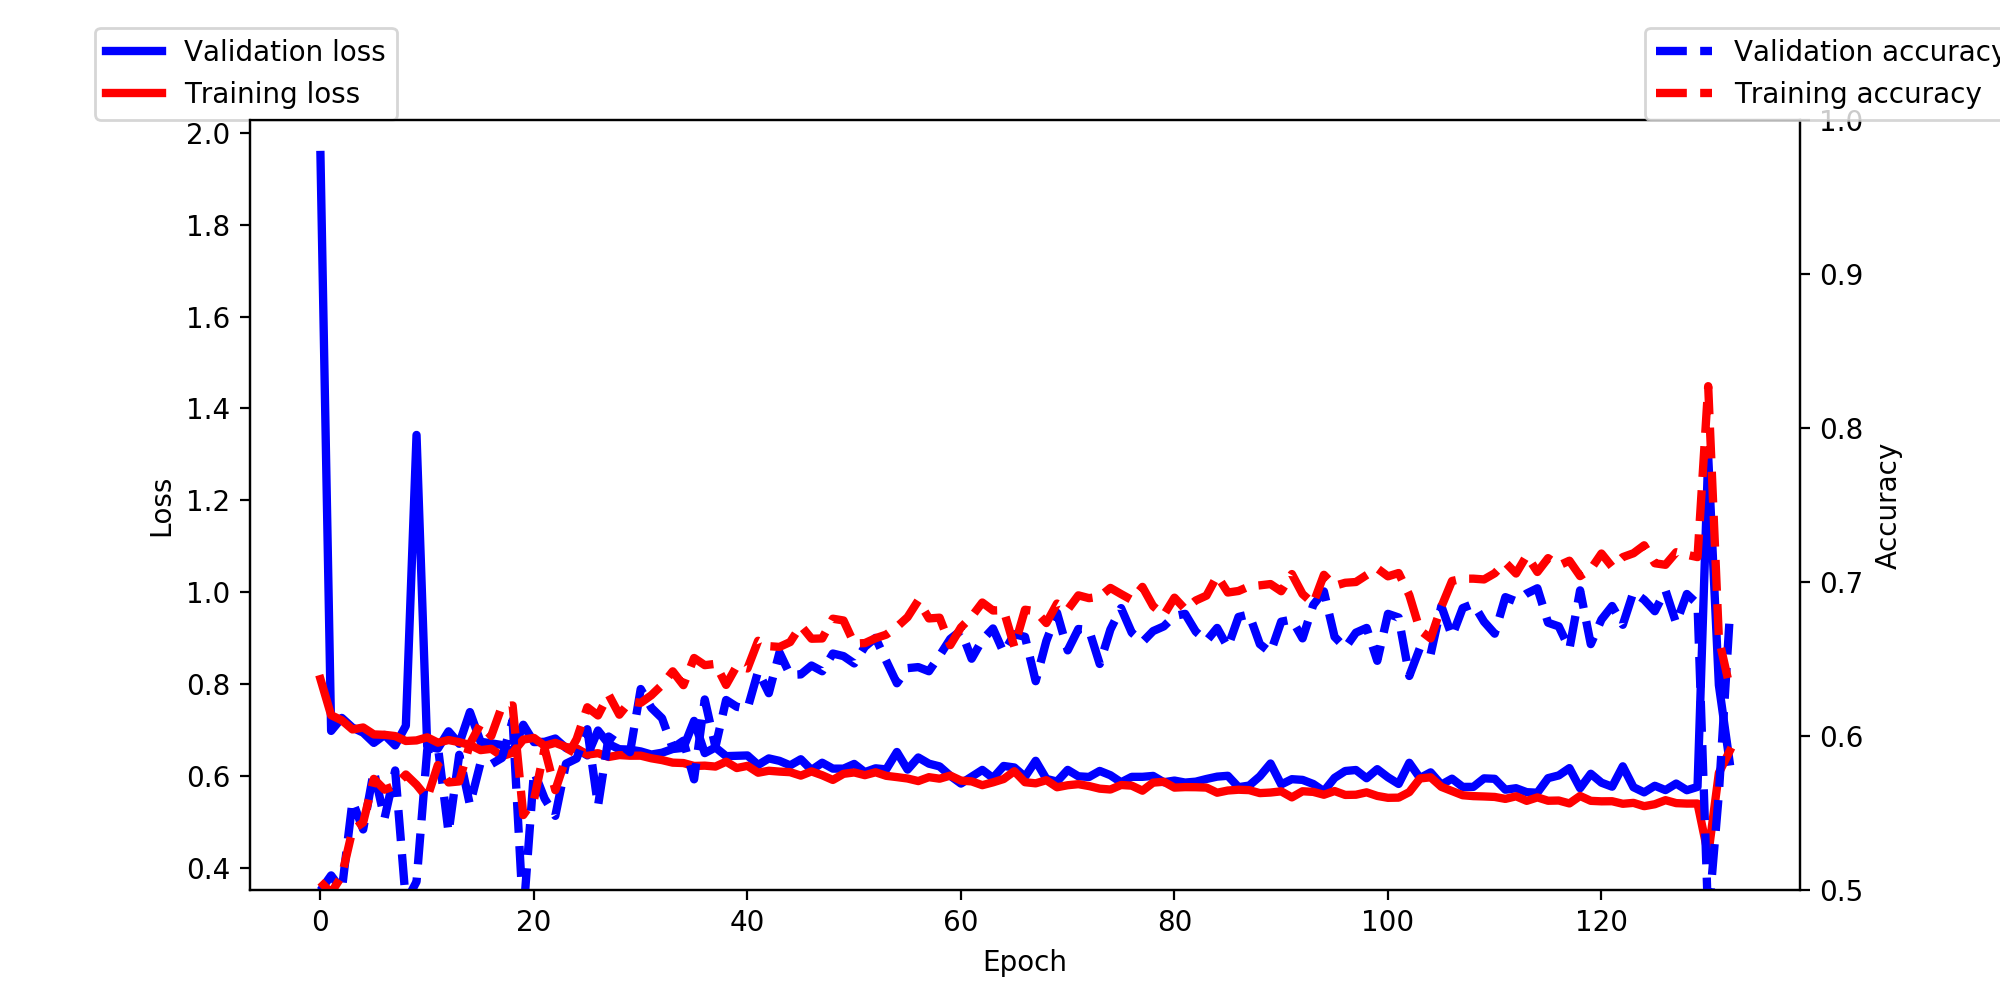 Validation loss
Training loss
Validation accuracy
Training accuracy
2.0
1.8
1.6
1.4
1.2
1.0
0.8
0.6
0.4
Loss
1.0
0.9
0.8
0.7
0.6
0.5
Accuracy
0 20 40 60 80 100 120
Epoch